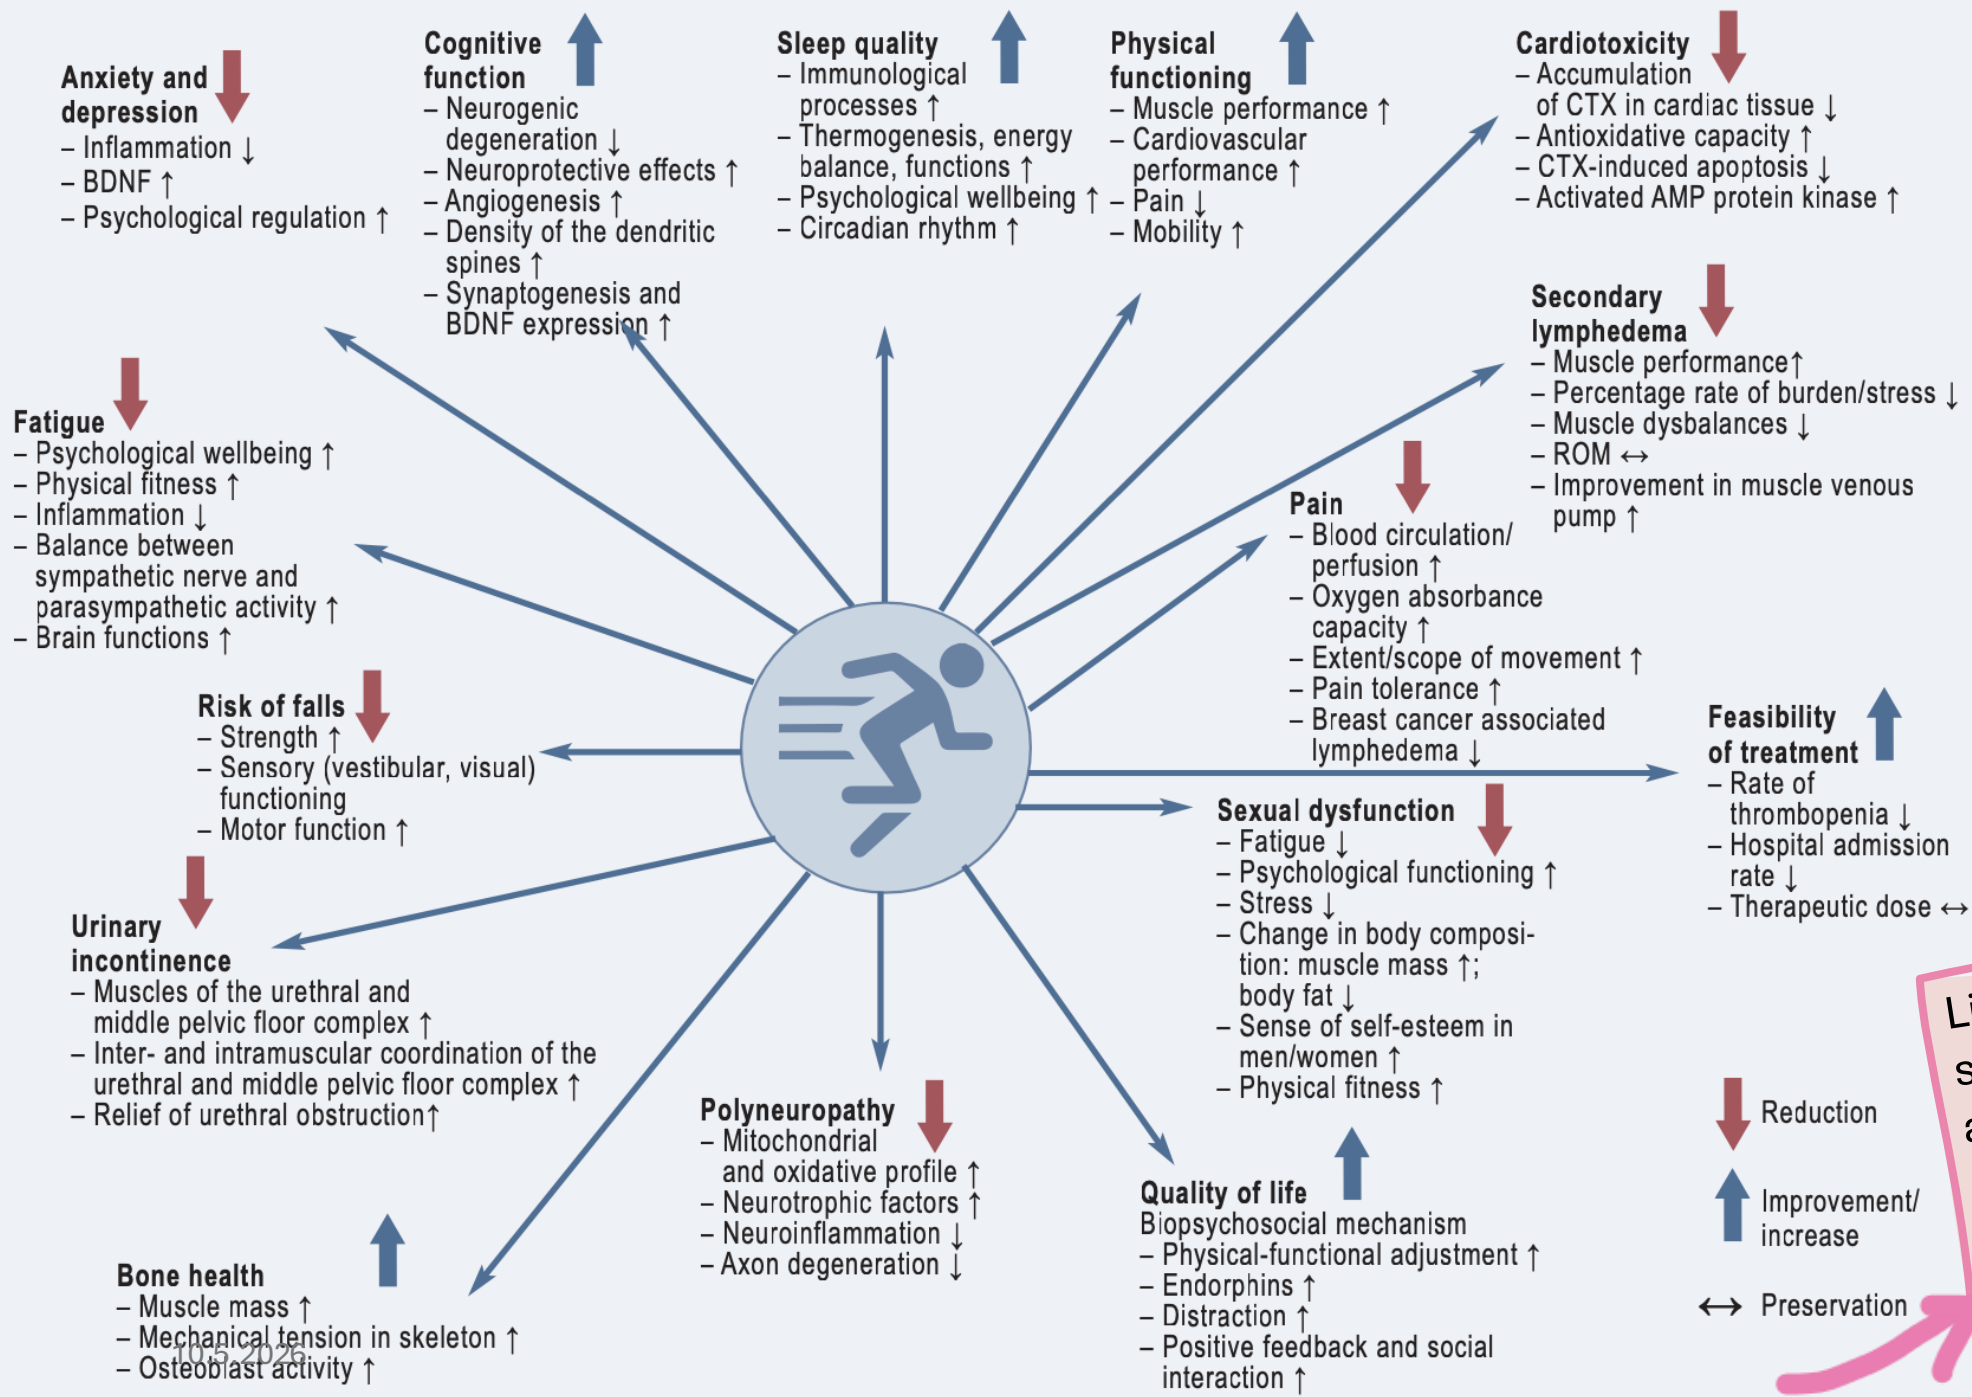 Anxiety and
depression
– Inflammation ↓
– BDNF ↑
– Psychological regulation ↑
Cognitive
function
– Neurogenic
degeneration ↓
– Neuroprotective effects ↑
– Angiogenesis ↑
– Density of the dendritic
spines ↑
– Synaptogenesis and
BDNF expression ↑
Sleep quality
– Immunological
processes ↑
– Thermogenesis, energy
balance, functions ↑
– Psychological wellbeing ↑
– Circadian rhythm ↑
Physical
functioning
– Muscle performance ↑
– Cardiovascular
performance ↑
– Pain ↓
– Mobility ↑
Cardiotoxicity
– Accumulation
of CTX in cardiac tissue ↓
– Antioxidative capacity ↑
– CTX-induced apoptosis ↓
– Activated AMP protein kinase ↑
Secondary
lymphedema
– Muscle performance↑
– Percentage rate of burden/stress ↓
– Muscle dysbalances ↓
– ROM ↔
– Improvement in muscle venous
pump ↑
Fatigue
– Psychological wellbeing ↑
– Physical fitness ↑
– Inflammation ↓
– Balance between
sympathetic nerve and
parasympathetic activity ↑
– Brain functions ↑
Pain
– Blood circulation/
perfusion ↑
– Oxygen absorbance
capacity ↑
– Extent/scope of movement ↑
– Pain tolerance ↑
– Breast cancer associated
lymphedema ↓
Risk of falls
– Strength ↑
– Sensory (vestibular, visual)
functioning
– Motor function ↑
Feasibility
of treatment
– Rate of
thrombopenia ↓
– Hospital admission
rate ↓
– Therapeutic dose ↔
Sexual dysfunction
– Fatigue ↓
– Psychological functioning ↑
– Stress ↓
– Change in body composi-
tion: muscle mass ↑;
body fat ↓
– Sense of self-esteem in
men/women ↑
– Physical fitness ↑
Urinary
incontinence
– Muscles of the urethral and
middle pelvic floor complex ↑
– Inter- and intramuscular coordination of the
urethral and middle pelvic floor complex ↑
– Relief of urethral obstruction↑
Polyneuropathy
– Mitochondrial
and oxidative profile ↑
– Neurotrophic factors ↑
– Neuroinflammation ↓
– Axon degeneration ↓
Quality of life
Biopsychosocial mechanism
– Physical-functional adjustment ↑
– Endorphins ↑
– Distraction ↑
– Positive feedback and social
interaction ↑
Bone health
– Muscle mass ↑
– Mechanical tension in skeleton ↑
– Osteoblast activity ↑
10.5.2026
Reduction
Improvement/
increase
↔ Preservation